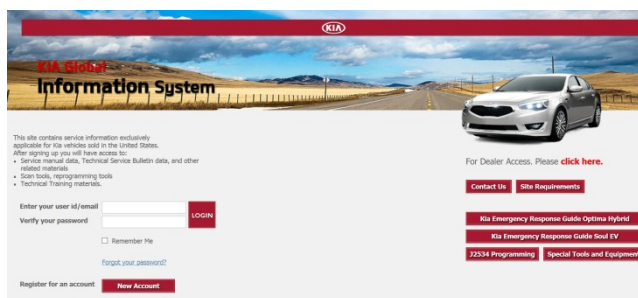 KIA
KIA Global
Information System
This site contains service information exclusively
applicable for Kia vehicles sold in the United States.
After signing up you will have access to:
• Service manual data, Technical Service Bulletin data, and other
related materials
• Scan tools, reprogramming tools
• Technical Training materials.
Enter your user id/email
Verify your password
LOGIN
Remember Me
Forgot your password?
Register for an account
New Account
For Dealer Access. Please click here.
Contact Us
Site Requirements
Kia Emergency Response Guide Optima Hybrid
Kia Emergency Response Guide Soul EV
J2534 Programming
Special Tools and Equipment